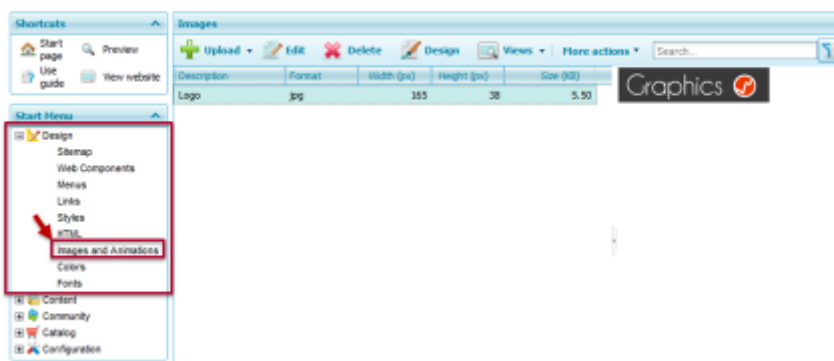 Shortcuts
Start page
Preview
Use guide
View website
Start Menu
Design
Sitemap
Web Components
Menus
Links
Styles
HTML
Images and Animations
Colors
Fonts
Content
Community
Catalog
Configuration
Images
Upload Edit Delete Design Views More actions Search...
Description Format Width (px) Height (px) Size (KB)
Logo jpg 165 38 5.50
Graphics